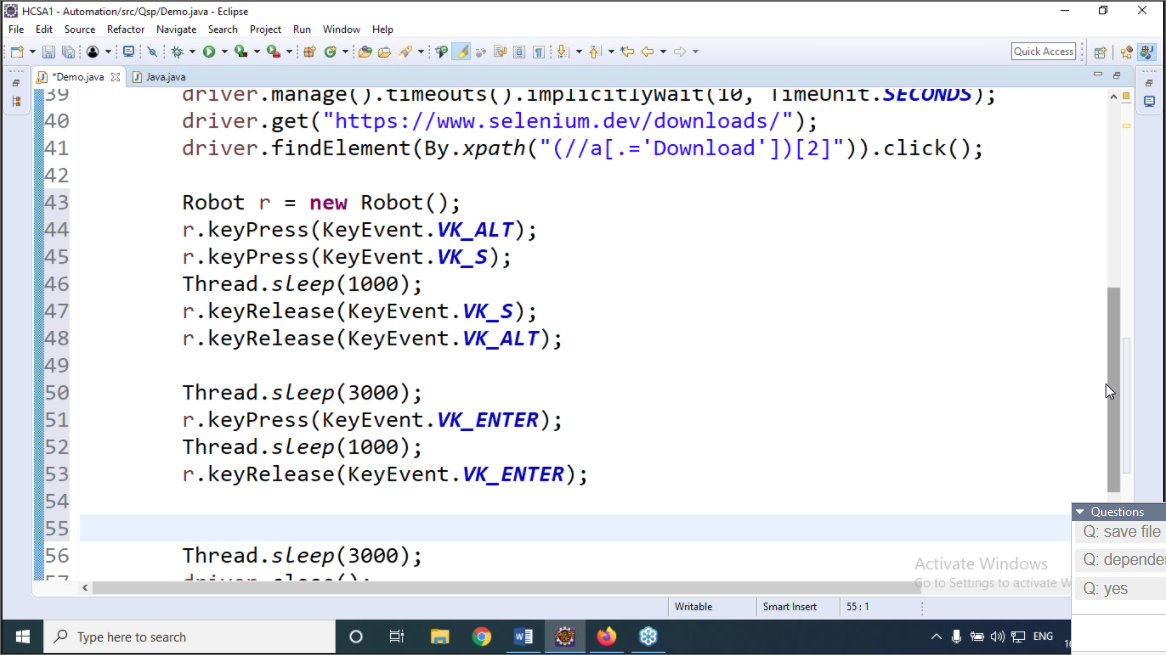 HCSA1 - Automation/src/Qsp/Demo.java - Eclipse
File Edit Source Refactor Navigate Search Project Run Window Help
Quick Access
*Demo.java Java.java
39 driver.manage().timeouts().implicitlyWait(10, TimeUnit.SECONDS);
40 driver.get("https://www.selenium.dev/downloads/");
41 driver.findElement(By.xpath("(//a[.='Download'])[2]")).click();
42
43 Robot r = new Robot();
44 r.keyPress(KeyEvent.VK_ALT);
45 r.keyPress(KeyEvent.VK_S);
46 Thread.sleep(1000);
47 r.keyRelease(KeyEvent.VK_S);
48 r.keyRelease(KeyEvent.VK_ALT);
49
50 Thread.sleep(3000);
51 r.keyPress(KeyEvent.VK_ENTER);
52 Thread.sleep(1000);
53 r.keyRelease(KeyEvent.VK_ENTER);
54
55
56 Thread.sleep(3000);
57 driver.close();
Activate Windows
Go to Settings to activate W
Questions
Q: save file
Q: depender
Q: yes
Writable Smart Insert 55 : 1
Type here to search
ENG